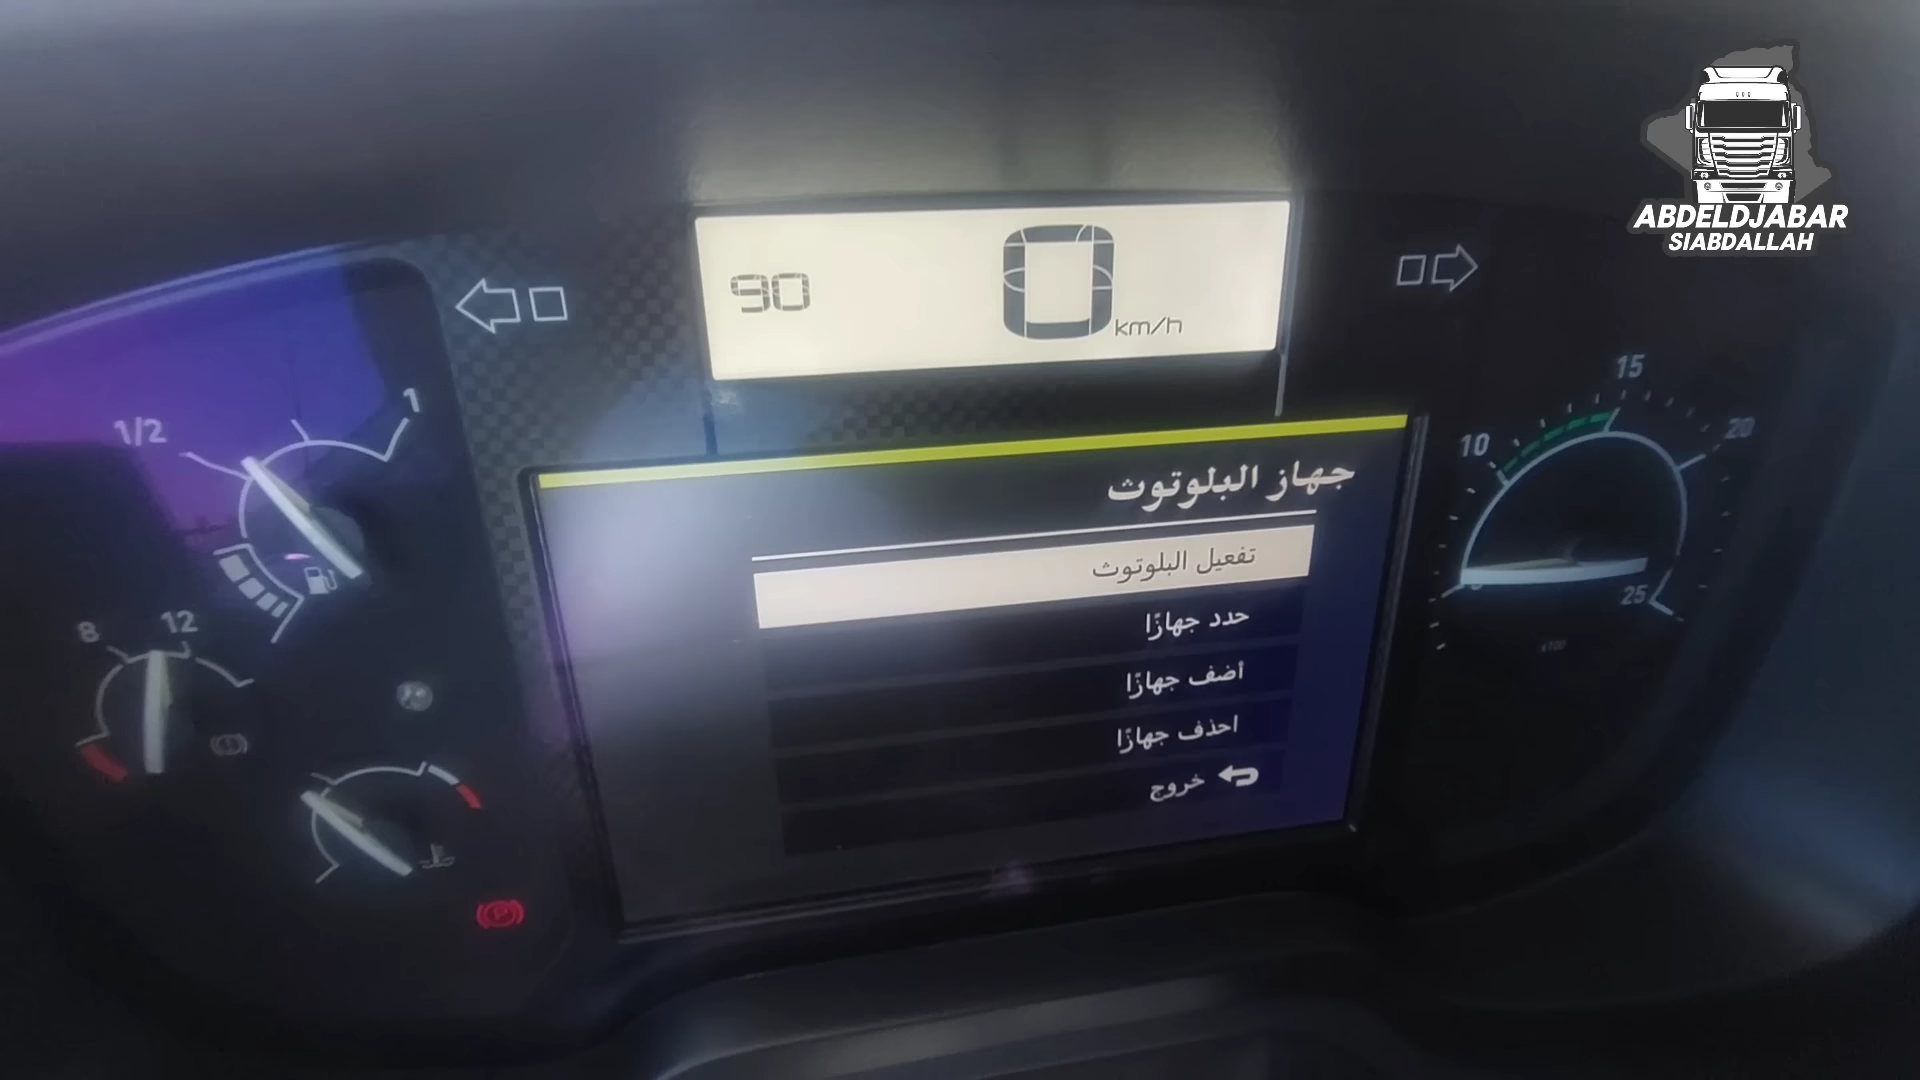 ABDELDJABAR
SIABDALLAH
90
0 km/h
1/2
1
8
12
10
15
20
25
جهاز البلوتوث
تفعيل البلوتوث
حدد جهازًا
أضف جهازًا
احذف جهازًا
خروج